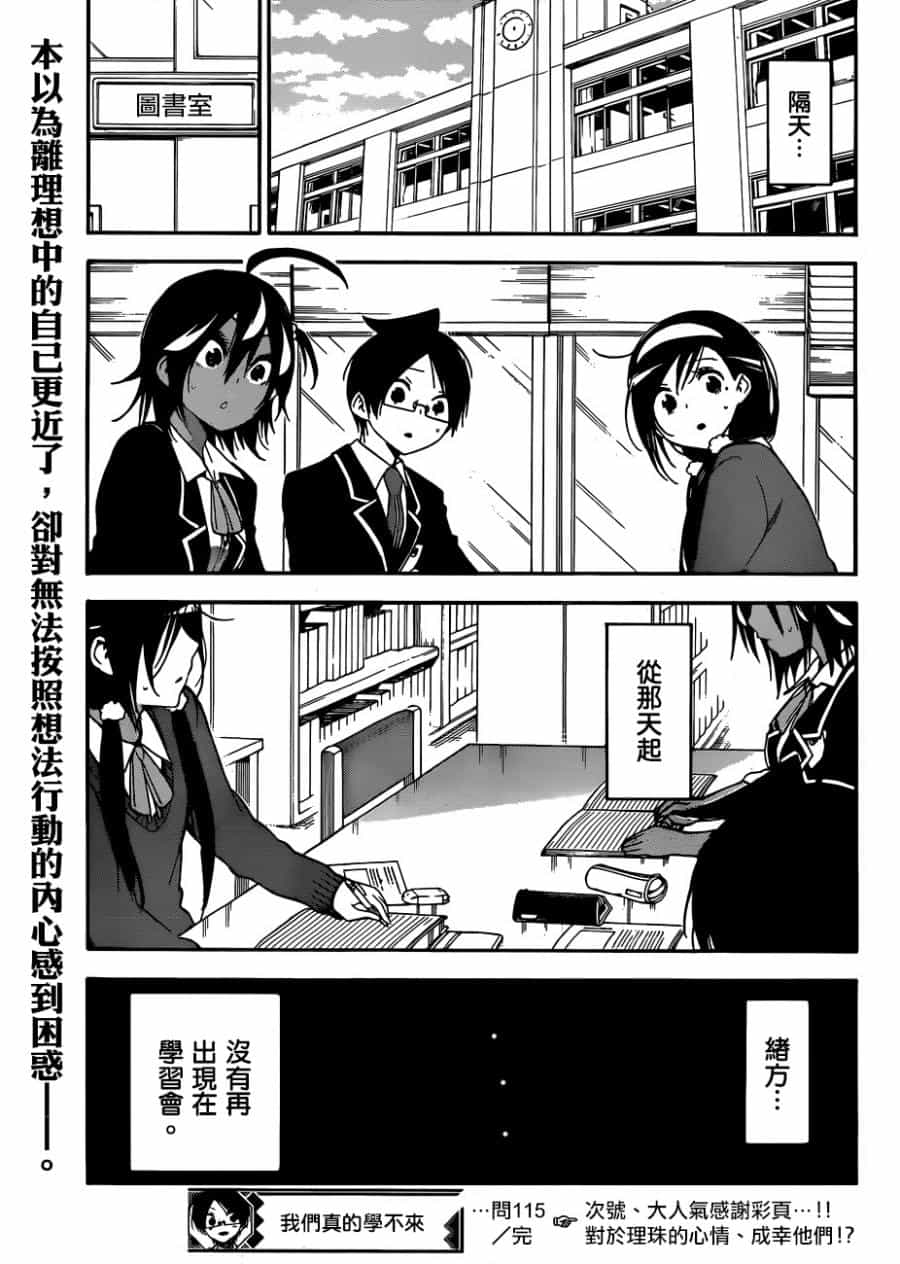 隔天…
圖書室
從那天起
緒方…
沒有再
出現在
學習會。
本以為離理想中的自己更近了，卻對無法按照想法行動的內心感到困惑——。
我們真的學不來
…問115
／完
☞次號、大人氣感謝彩頁…!!
對於理珠的心情、成幸他們!?